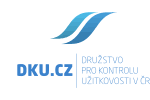 DKU.CZ
DRUŽSTVO
PRO KONTROLU
UŽITKOVOSTI V ČR